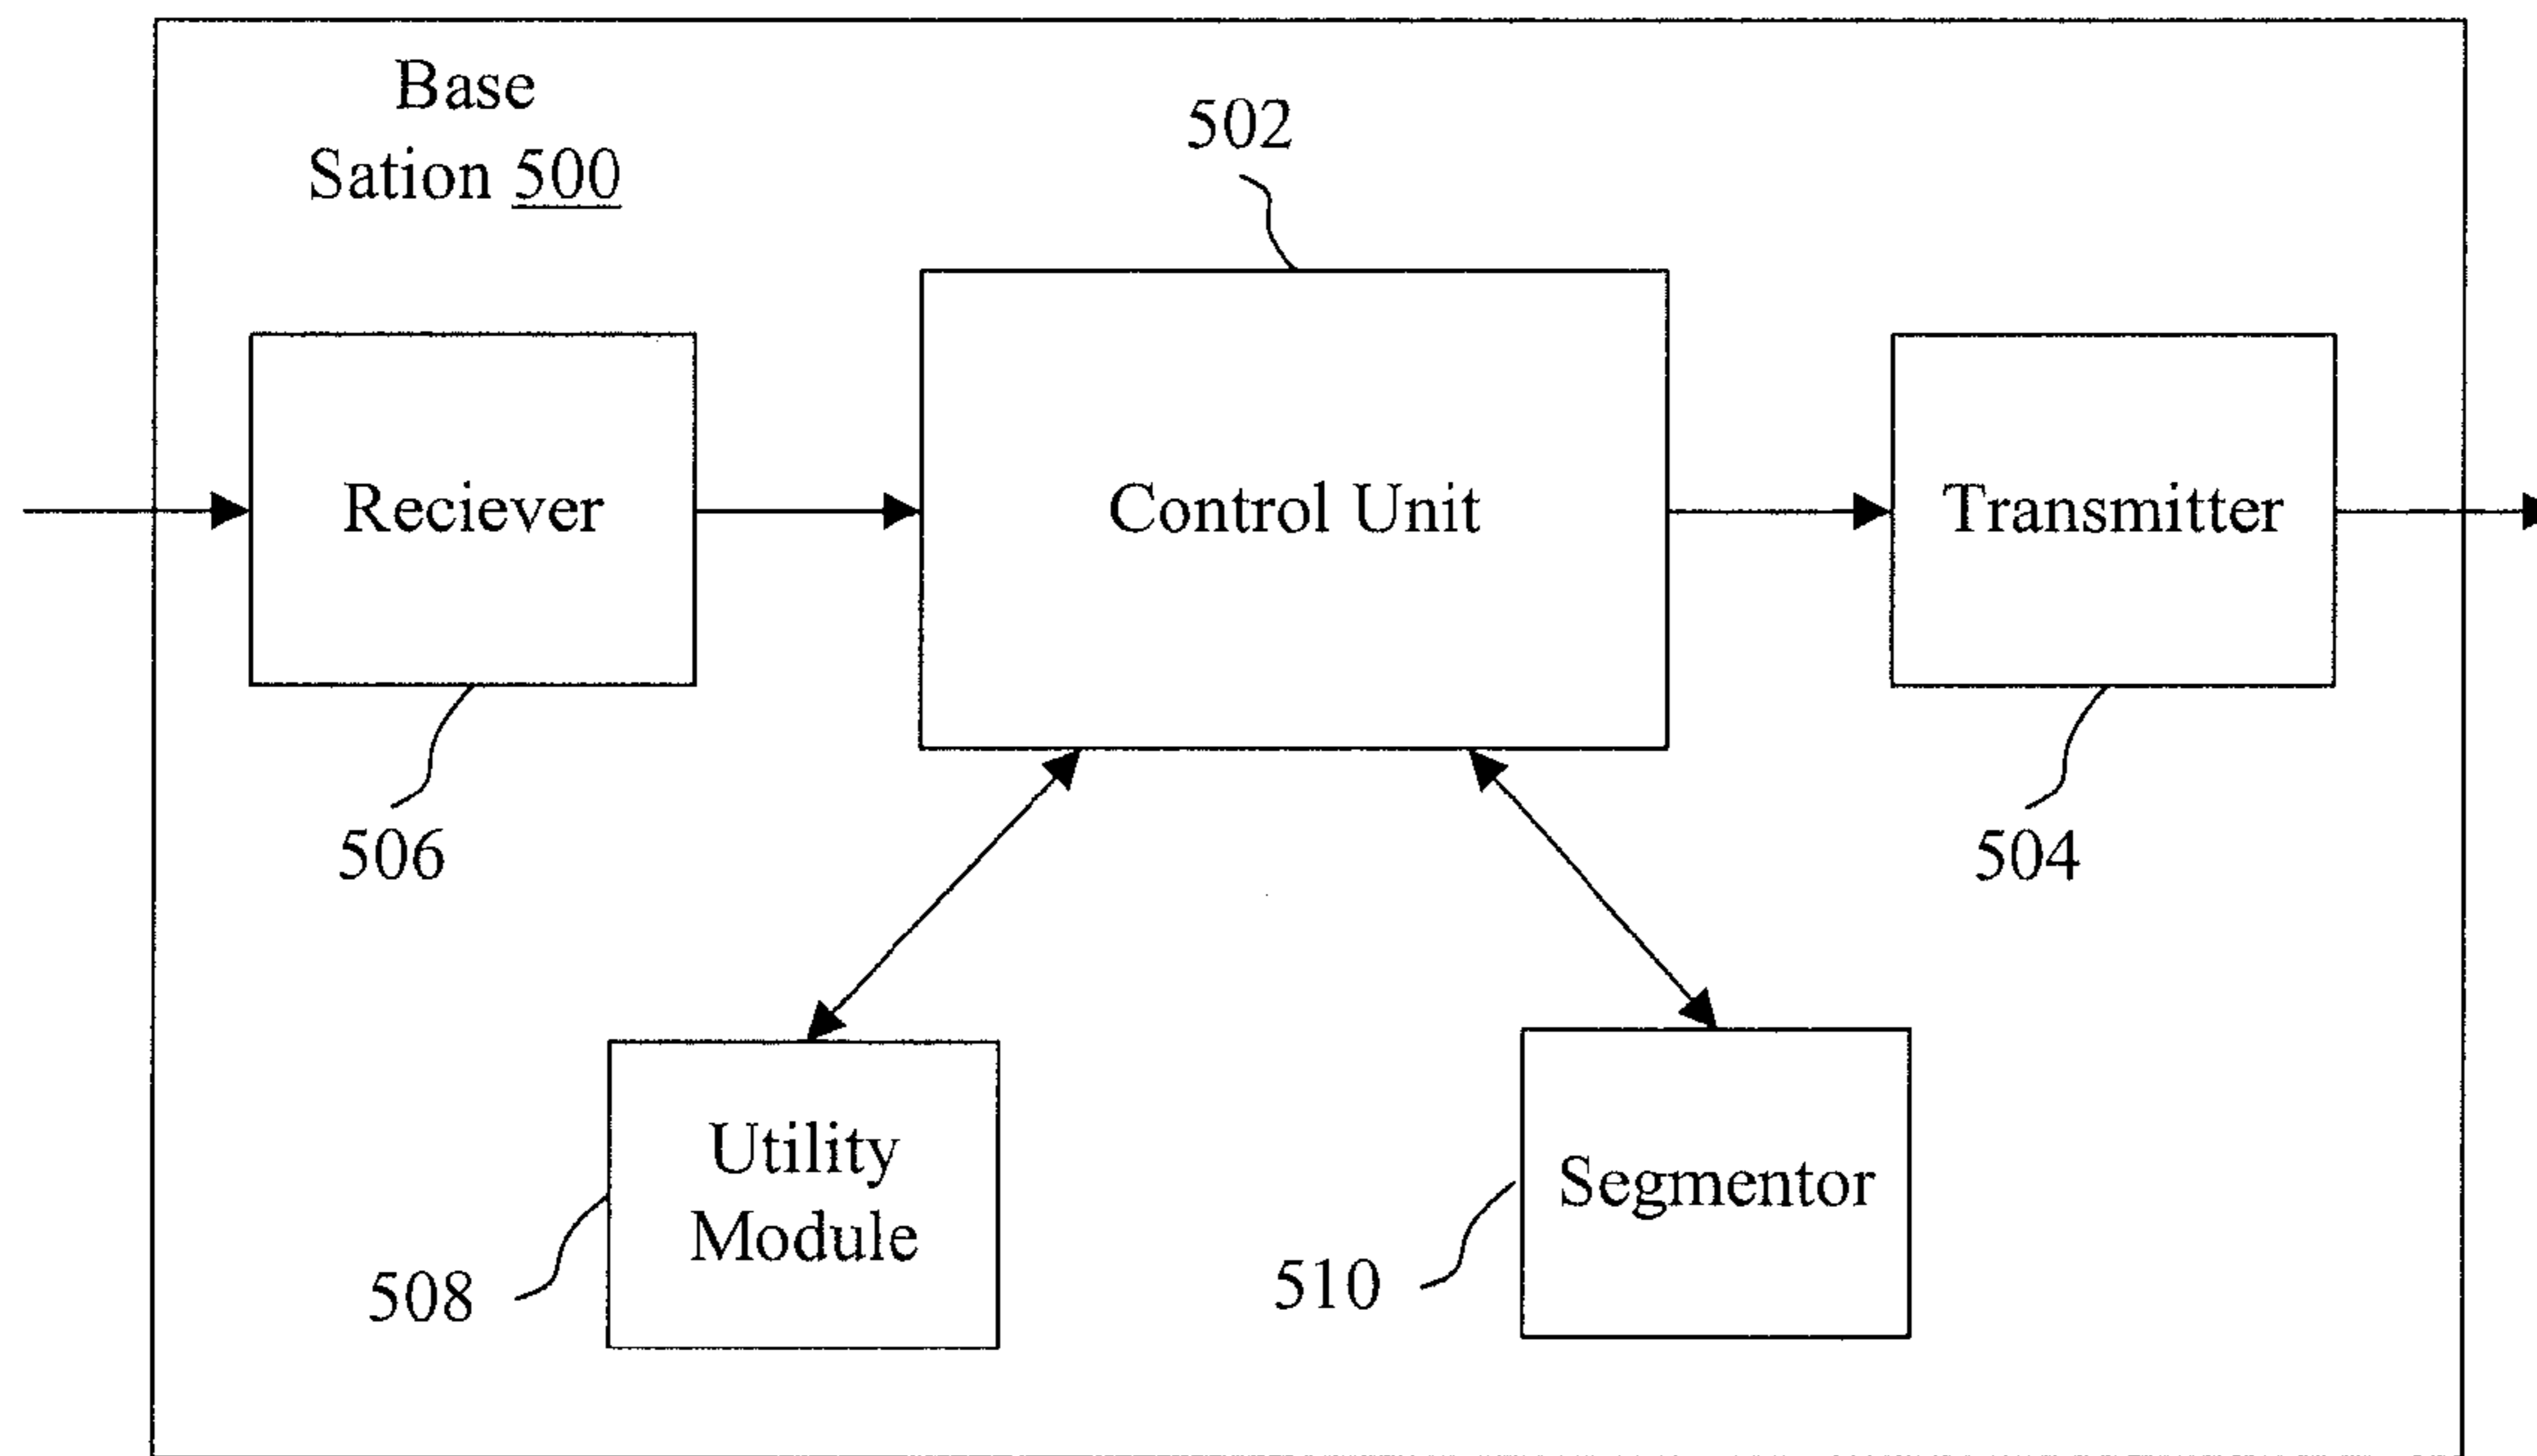 Base
Sation 500
502
Reciever
Control Unit
Transmitter
506
504
Utility
Module
Segmentor
508
510